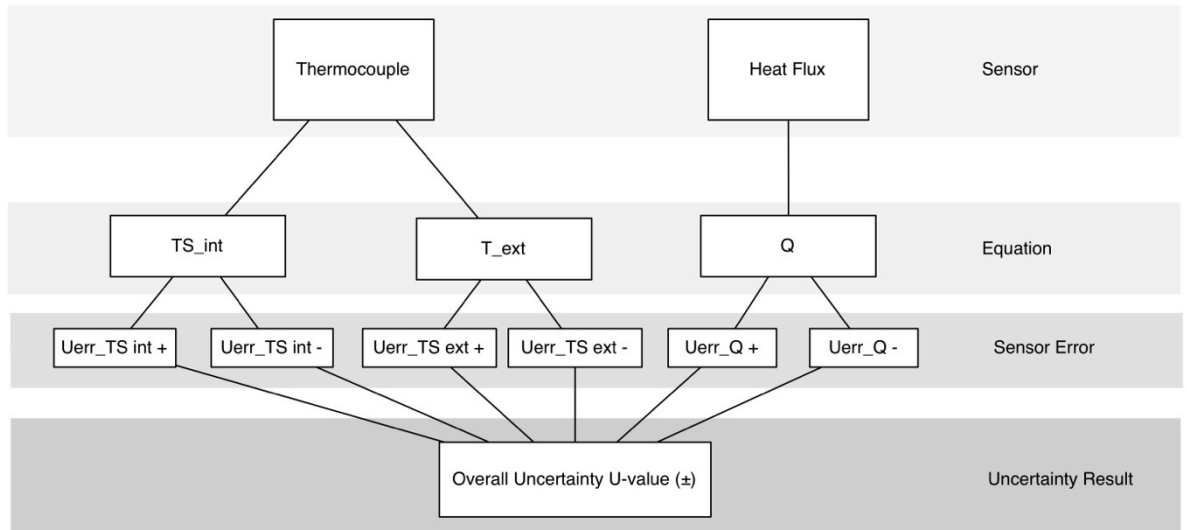 Thermocouple
Heat Flux
Sensor
TS_int
T_ext
Q
Equation
Uerr_TS int +
Uerr_TS int -
Uerr_TS ext +
Uerr_TS ext -
Uerr_Q +
Uerr_Q -
Sensor Error
Overall Uncertainty U-value (±)
Uncertainty Result